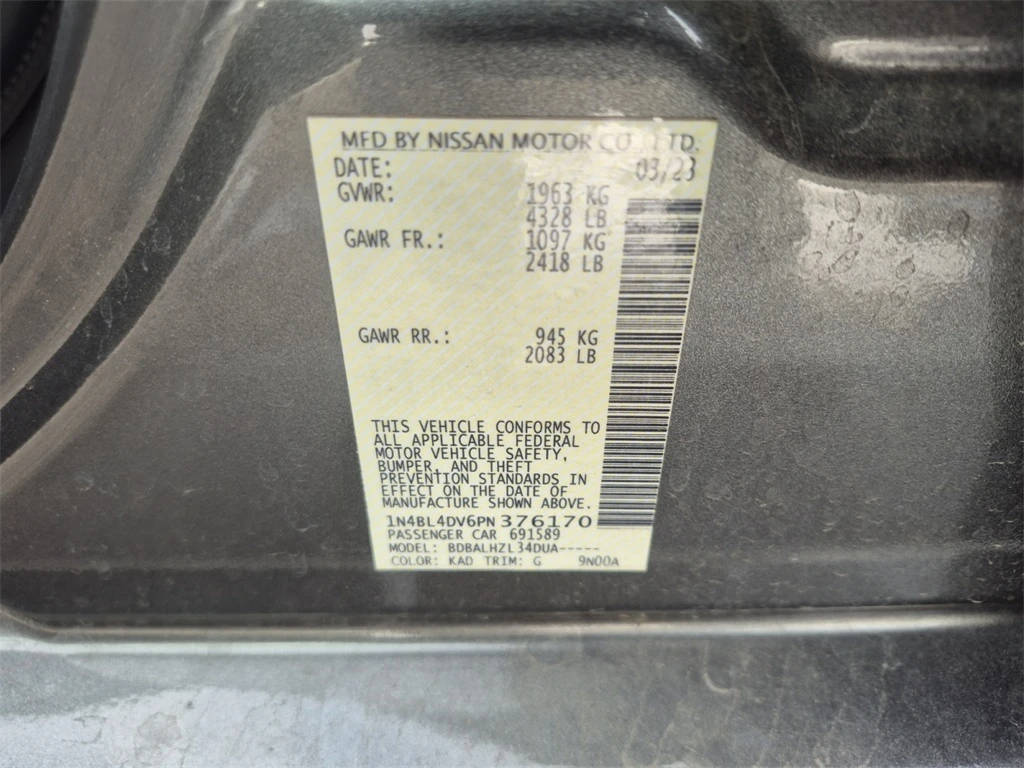 MFD BY NISSAN MOTOR CO., LTD.
DATE: 03/23
GVWR: 1963 KG
4328 LB
GAWR FR.: 1097 KG
2418 LB
GAWR RR.: 945 KG
2083 LB
THIS VEHICLE CONFORMS TO
ALL APPLICABLE FEDERAL
MOTOR VEHICLE SAFETY,
BUMPER, AND THEFT
PREVENTION STANDARDS IN
EFFECT ON THE DATE OF
MANUFACTURE SHOWN ABOVE.
1N4BL4DV6PN376170
PASSENGER CAR 691589
MODEL: BDBALHZL34DUA-----
COLOR: KAD TRIM: G 9N00A